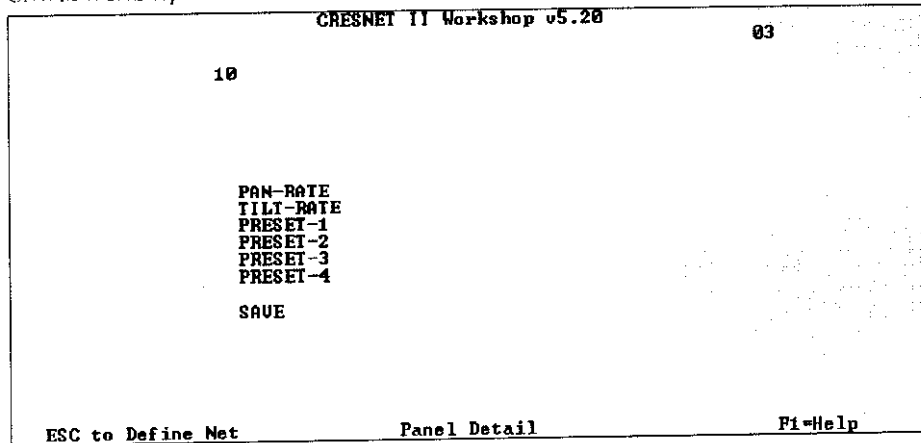 CRESNET II Workshop v5.20
03
10
PAN-RATE
TILT-RATE
PRESET-1
PRESET-2
PRESET-3
PRESET-4
SAVE
ESC to Define Net Panel Detail F1=Help